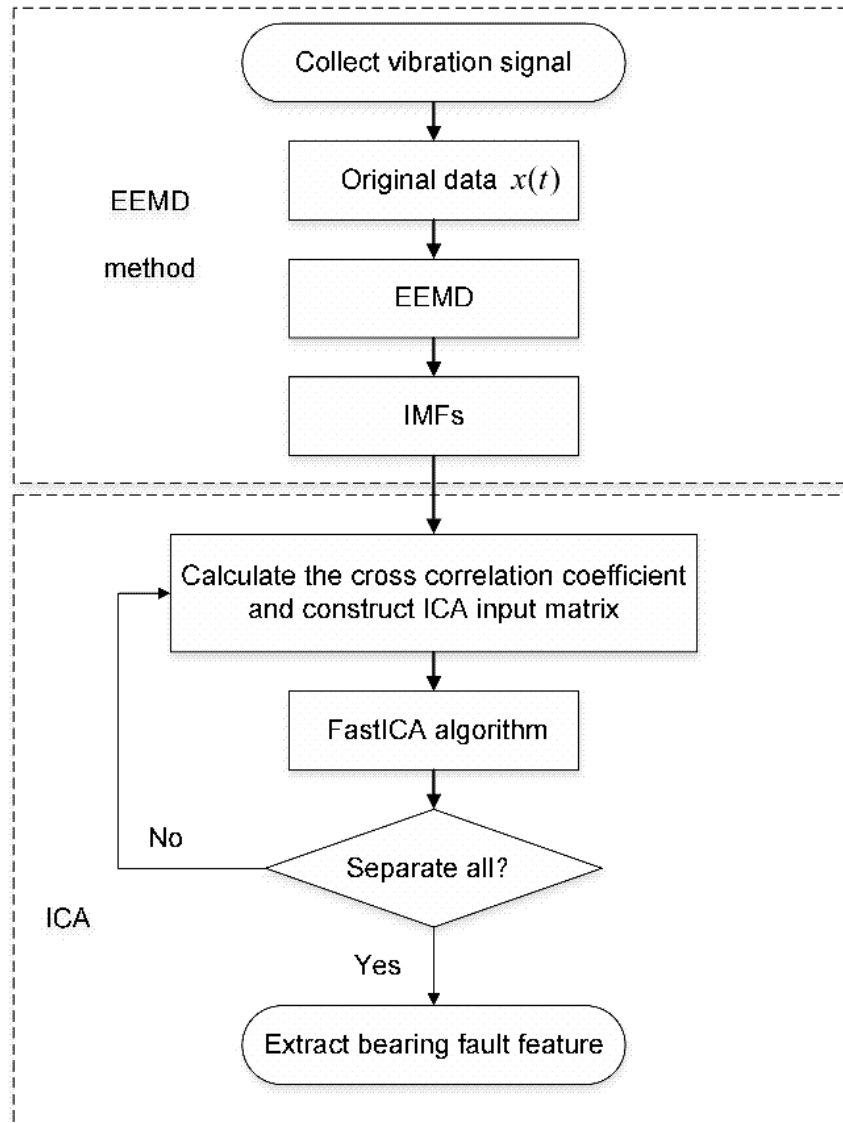 Collect vibration signal
Original data x(t)
EEMD
method
EEMD
IMFs
Calculate the cross correlation coefficient
and construct ICA input matrix
FastICA algorithm
No
Separate all?
ICA
Yes
Extract bearing fault feature